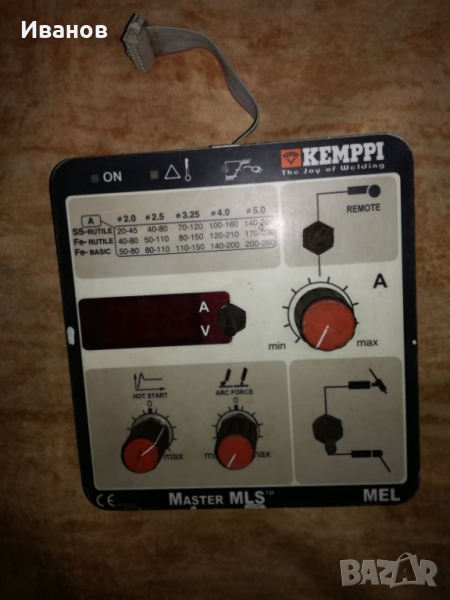 Иванов
KEMPPI
The Joy of Welding
ON
REMOTE
A ø 2.0 ø 2.5 ø 3.25 ø 4.0 ø 5.0
SS-RUTILE 20-45 40-80 70-120 100-160
Fe-RUTILE 40-80 50-110 80-150 120-210
Fe-BASIC 50-80 80-110 110-150 140-200 200-260
A
A
V
min max
HOT START
0
max
ARC FORCE
0
max
CE
MASTER MLS™
MEL
BAZAR